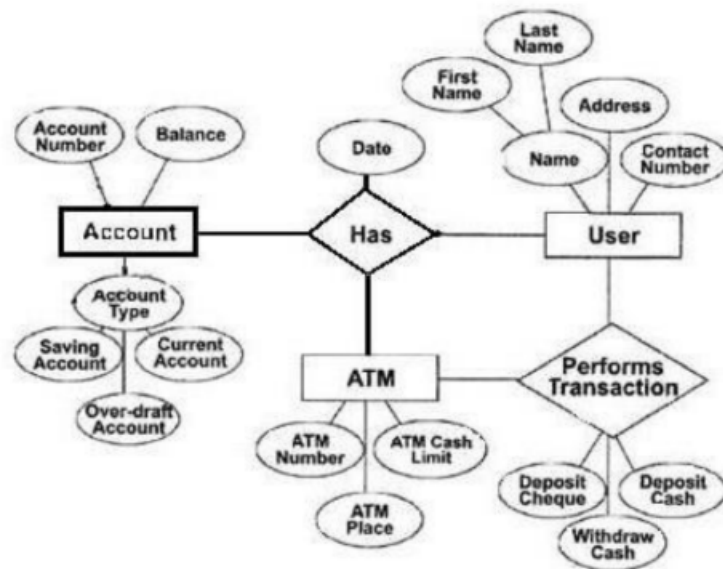 Last
Name
First
Name
Address
Account
Number
Balance
Date
Name
Contact
Number
Account
Has
User
Account
Type
Saving
Account
Current
Account
ATM
Performs
Transaction
Over-draft
Account
ATM
Number
ATM Cash
Limit
Deposit
Cheque
Deposit
Cash
ATM
Place
Withdraw
Cash